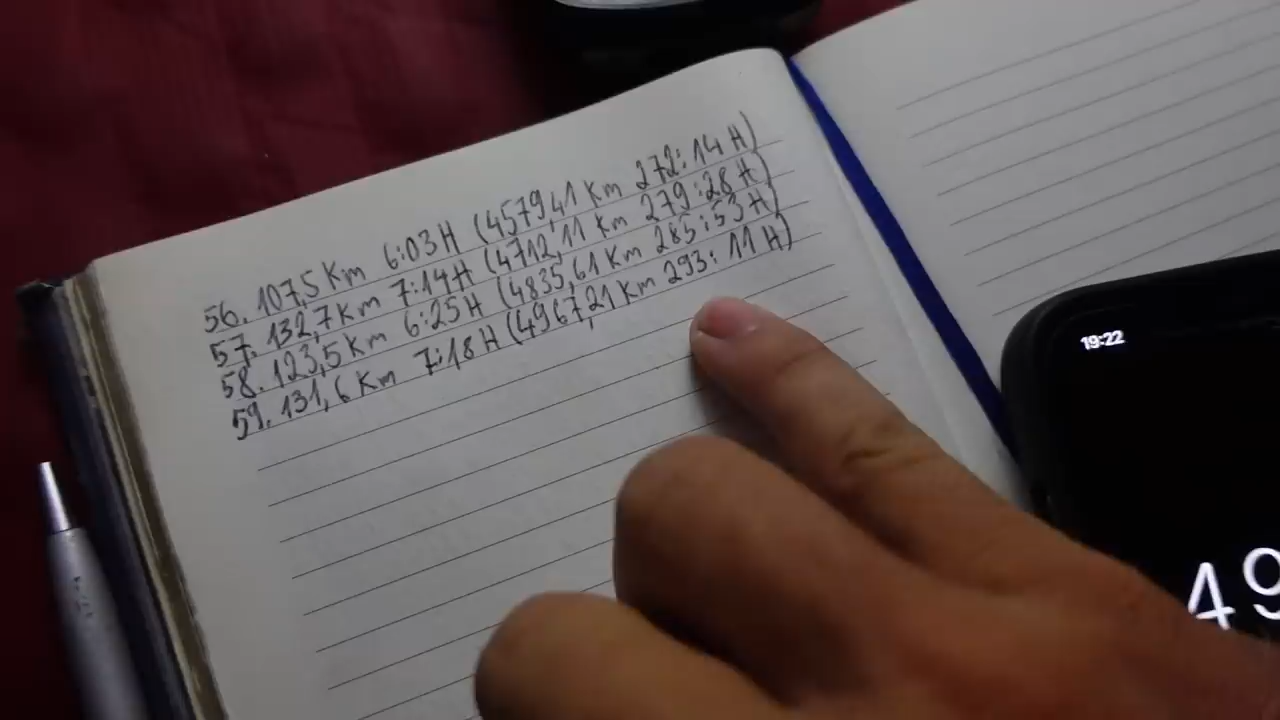 56. 107,5 Km 6:03 H (4579,41 Km 272:14 H)
57. 132,7 Km 7:14 H (4712,11 Km 279:28 H)
58. 123,5 Km 6:25 H (4835,61 Km 285:53 H)
59. 131,6 Km 7:18 H (4967,21 Km 293:11 H)
19:22
49